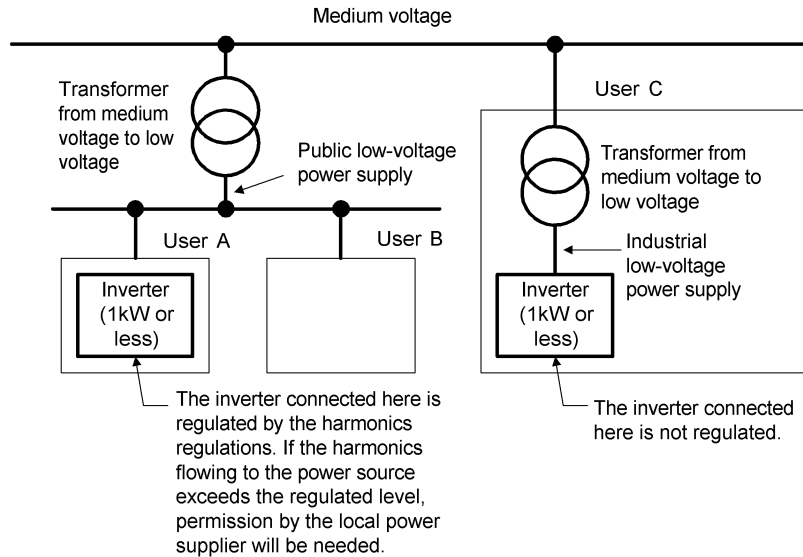 Medium voltage
Transformer
from medium
voltage to low
voltage
Public low-voltage
power supply
User A
User B
Inverter
(1kW or
less)
The inverter connected here is
regulated by the harmonics
regulations. If the harmonics
flowing to the power source
exceeds the regulated level,
permission by the local power
supplier will be needed.
User C
Transformer from
medium voltage to
low voltage
Industrial
low-voltage
power supply
Inverter
(1kW or
less)
The inverter connected
here is not regulated.